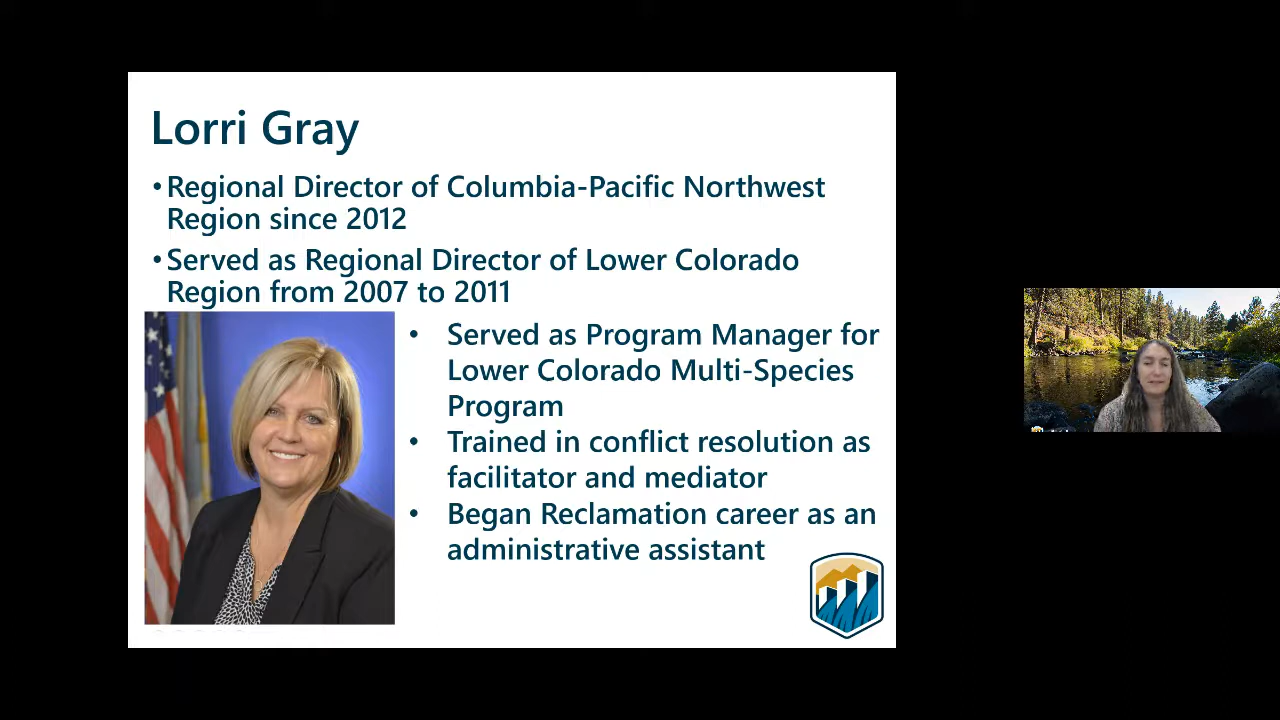 Lorri Gray
•Regional Director of Columbia-Pacific Northwest
Region since 2012
•Served as Regional Director of Lower Colorado
Region from 2007 to 2011
• Served as Program Manager for
Lower Colorado Multi-Species
Program
• Trained in conflict resolution as
facilitator and mediator
• Began Reclamation career as an
administrative assistant